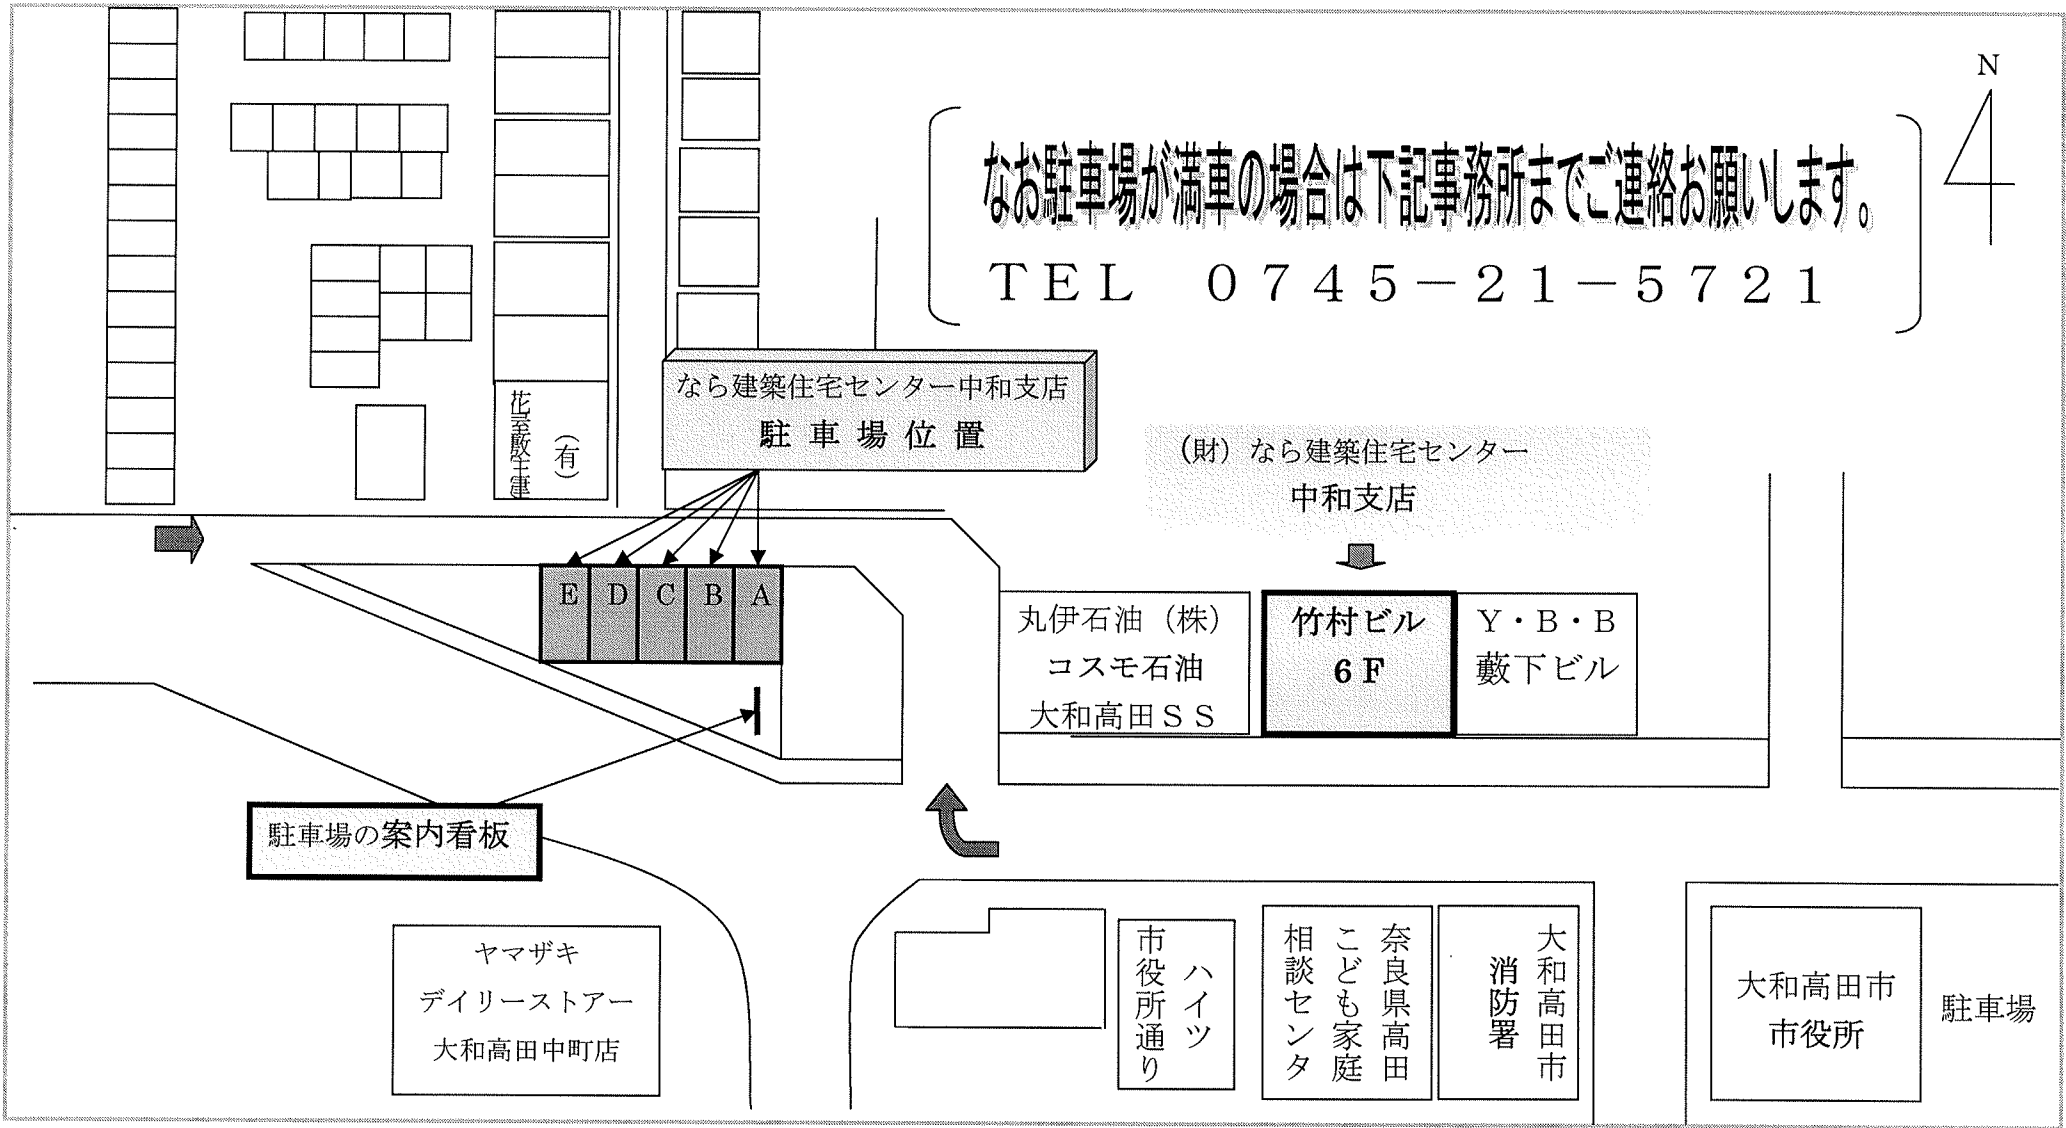 N
なお駐車場が満車の場合は下記事務所までご連絡お願いします。
ＴＥＬ　０７４５－２１－５７２１
なら建築住宅センター中和支店
駐車場位置
（有）
（財）なら建築住宅センター
中和支店
E D C B A
丸伊石油（株）
コスモ石油
大和高田ＳＳ
竹村ビル
６Ｆ
Ｙ・Ｂ・Ｂ
藪下ビル
駐車場の案内看板
ヤマザキ
デイリーストアー
大和高田中町店
ハイツ
市役所通り
奈良県高田
こども家庭
相談センタ
大和高田市
消防署
大和高田市
市役所
駐車場